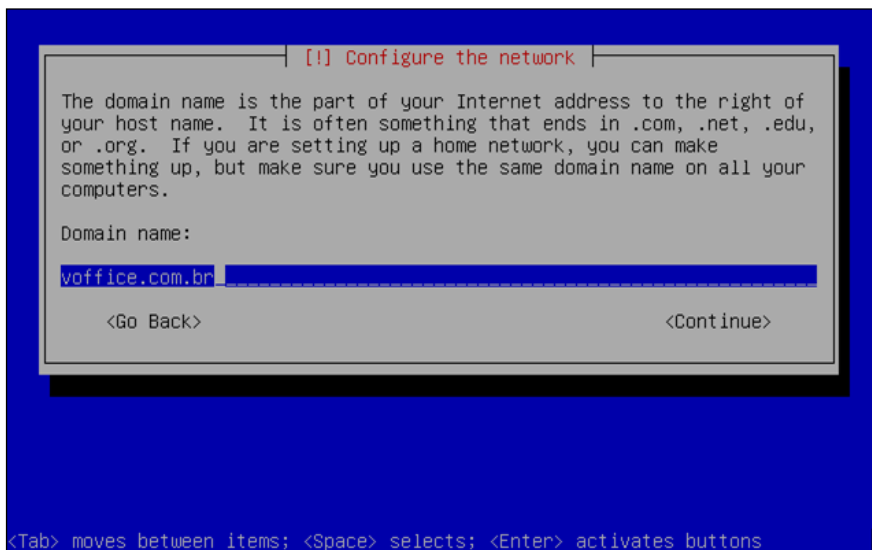 [!] Configure the network
The domain name is the part of your Internet address to the right of
your host name.  It is often something that ends in .com, .net, .edu,
or .org.  If you are setting up a home network, you can make
something up, but make sure you use the same domain name on all your
computers.
Domain name:
voffice.com.br
<Go Back> <Continue>
<Tab> moves between items; <Space> selects; <Enter> activates buttons